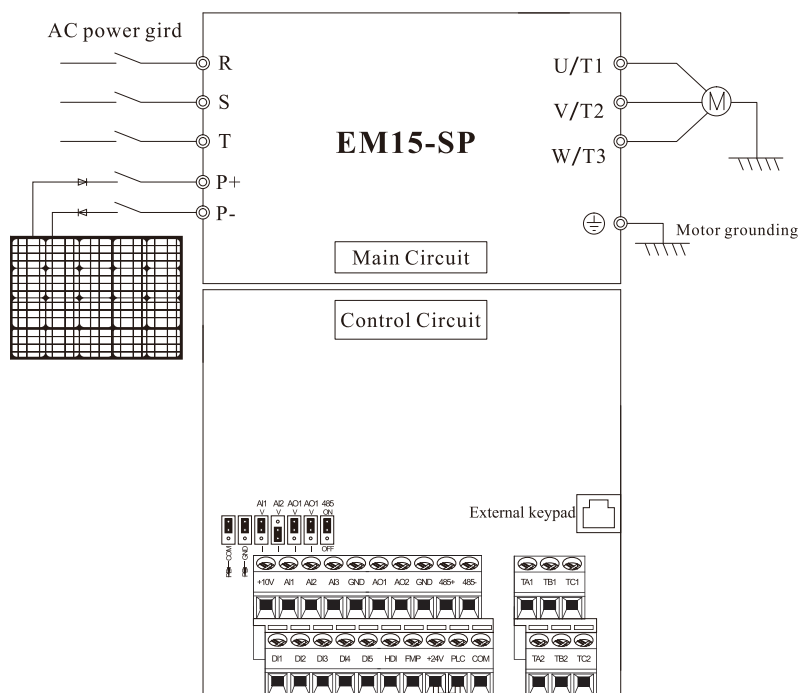 AC power gird
R
S
T
P+
P-
EM15-SP
U/T1
V/T2
W/T3
M
Motor grounding
Main Circuit
Control Circuit
External keypad
AI1 AI2 AO1 AO1 485
V V V V ON
I I I I OFF
COM
GND
+10V AI1 AI2 AI3 GND AO1 AO2 GND 485+ 485-
TA1 TB1 TC1
DI1 DI2 DI3 DI4 DI5 HDI FMP +24V PLC COM
TA2 TB2 TC2